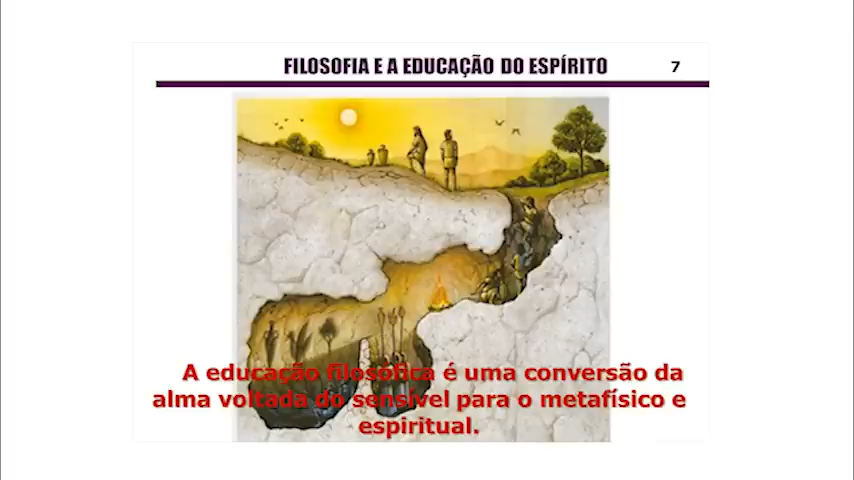 FILOSOFIA E A EDUCAÇÃO DO ESPÍRITO
7
A educação filosófica é uma conversão da
alma voltada do sensível para o metafísico e
espiritual.